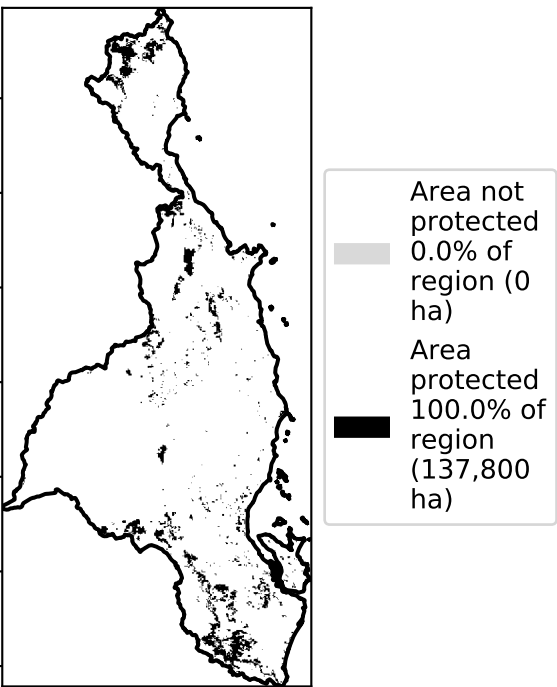 Area not
protected
0.0% of
region (0
ha)
Area
protected
100.0% of
region
(137,800
ha)